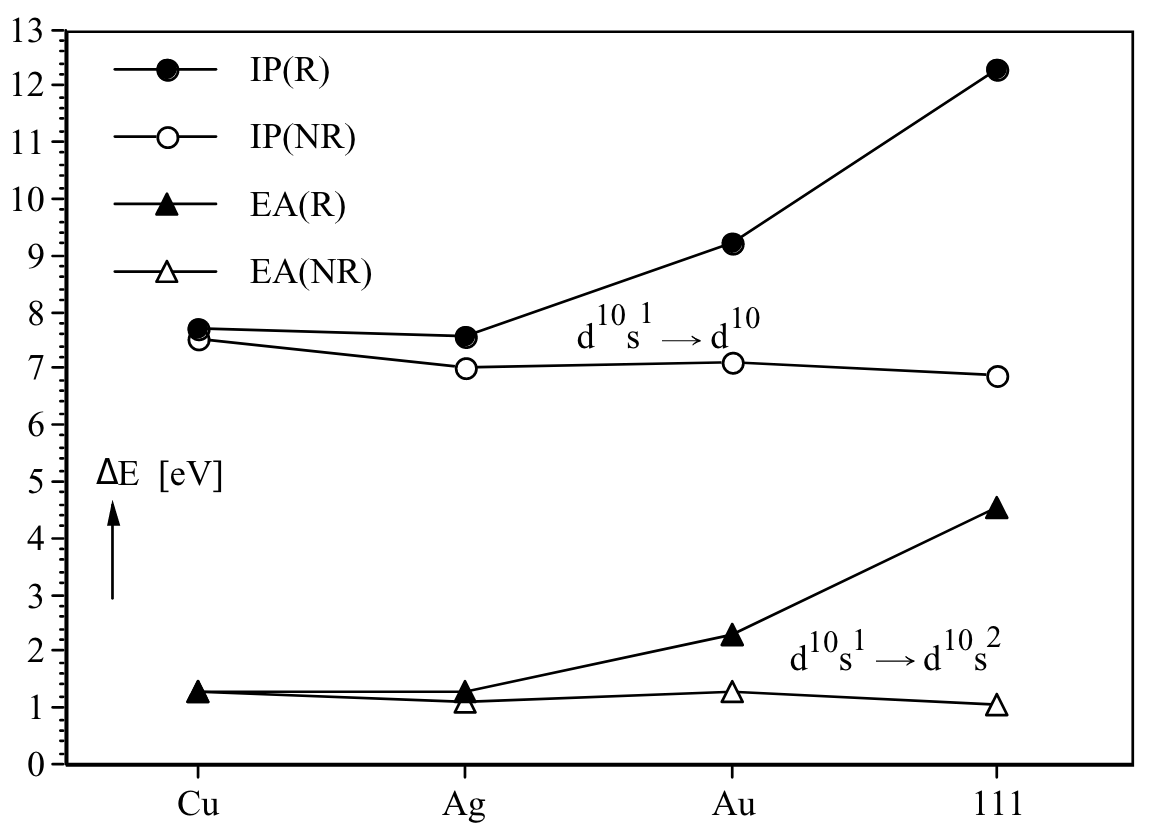 13
12
11
10
9
8
7
6
5
4
3
2
1
0
IP(R)
IP(NR)
EA(R)
EA(NR)
d¹⁰s¹ → d¹⁰
ΔE [eV]
d¹⁰s¹ → d¹⁰s²
Cu Ag Au 111